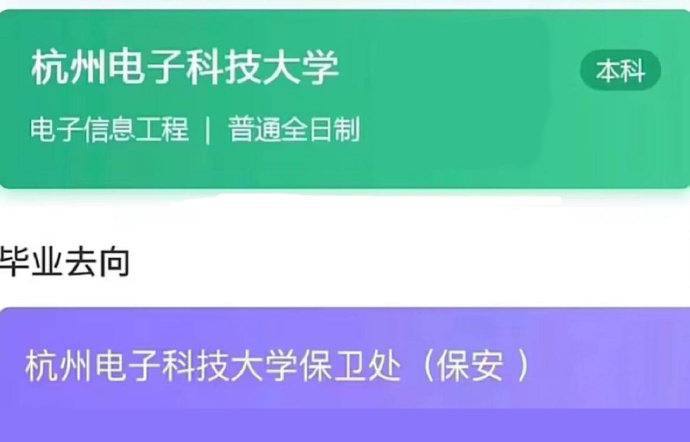 杭州电子科技大学
本科
电子信息工程 | 普通全日制
毕业去向
杭州电子科技大学保卫处（保安 ）